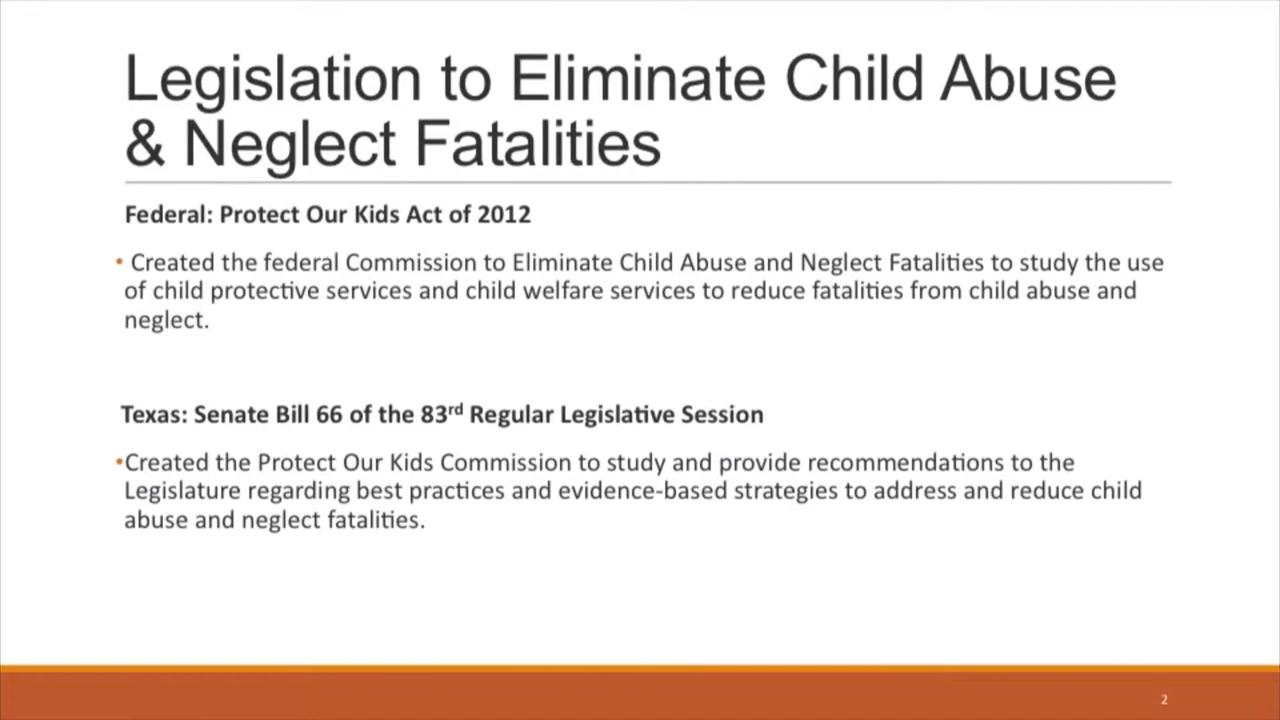 Legislation to Eliminate Child Abuse
& Neglect Fatalities
Federal: Protect Our Kids Act of 2012
• Created the federal Commission to Eliminate Child Abuse and Neglect Fatalities to study the use
of child protective services and child welfare services to reduce fatalities from child abuse and
neglect.
Texas: Senate Bill 66 of the 83rd Regular Legislative Session
•Created the Protect Our Kids Commission to study and provide recommendations to the
Legislature regarding best practices and evidence-based strategies to address and reduce child
abuse and neglect fatalities.
2